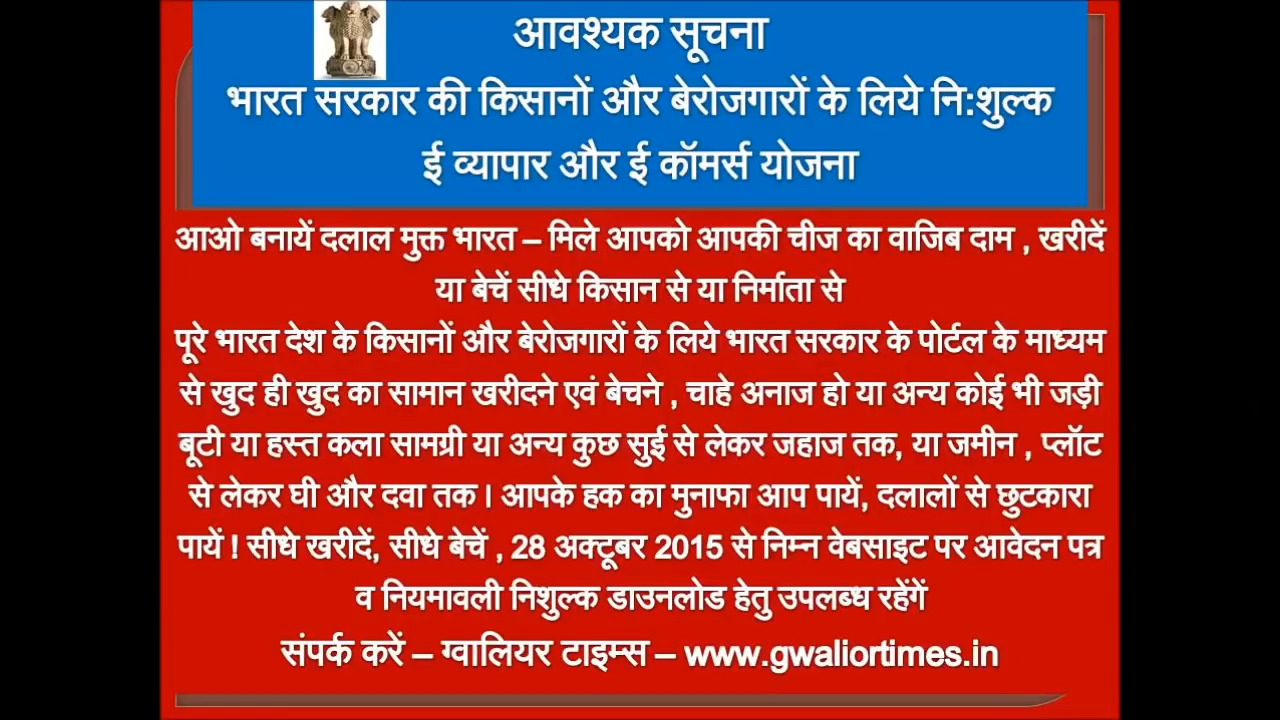 आवश्यक सूचना
भारत सरकार की किसानों और बेरोजगारों के लिये नि:शुल्क
ई व्यापार और ई कॉमर्स योजना
आओ बनायें दलाल मुक्त भारत – मिले आपको आपकी चीज का वाजिब दाम , खरीदें
या बेचें सीधे किसान से या निर्माता से
पूरे भारत देश के किसानों और बेरोजगारों के लिये भारत सरकार के पोर्टल के माध्यम
से खुद ही खुद का सामान खरीदने एवं बेचने , चाहे अनाज हो या अन्य कोई भी जड़ी
बूटी या हस्त कला सामग्री या अन्य कुछ सुई से लेकर जहाज तक, या जमीन , प्लॉट
से लेकर घी और दवा तक । आपके हक का मुनाफा आप पायें, दलालों से छुटकारा
पायें ! सीधे खरीदें, सीधे बेचें , 28 अक्टूबर 2015 से निम्न वेबसाइट पर आवेदन पत्र
व नियमावली निशुल्क डाउनलोड हेतु उपलब्ध रहेंगें
संपर्क करें – ग्वालियर टाइम्स – www.gwaliortimes.in